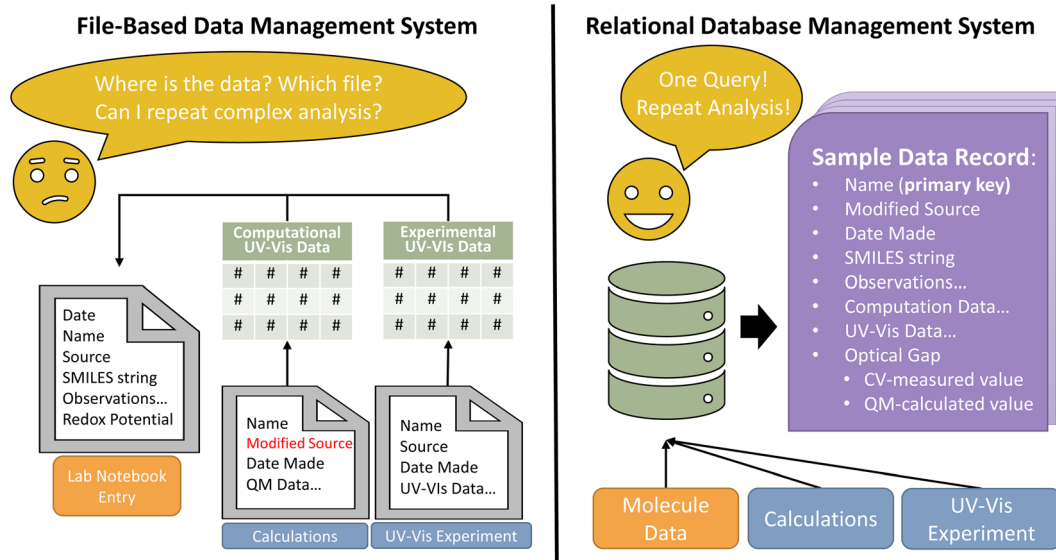 File-Based Data Management System
Where is the data? Which file?
Can I repeat complex analysis?
Computational
UV-Vis Data
# # # #
# # # #
# # # #
Experimental
UV-VIs Data
# # # #
# # # #
# # # #
Date
Name
Source
SMILES string
Observations...
Redox Potential
Lab Notebook
Entry
Name
Modified Source
Date Made
QM Data...
Calculations
Name
Source
Date Made
UV-VIs Data...
UV-Vis Experiment
Relational Database Management System
One Query!
Repeat Analysis!
Sample Data Record:
• Name (primary key)
• Modified Source
• Date Made
• SMILES string
• Observations...
• Computation Data...
• UV-Vis Data...
• Optical Gap
• CV-measured value
• QM-calculated value
Molecule
Data
Calculations
UV-Vis
Experiment